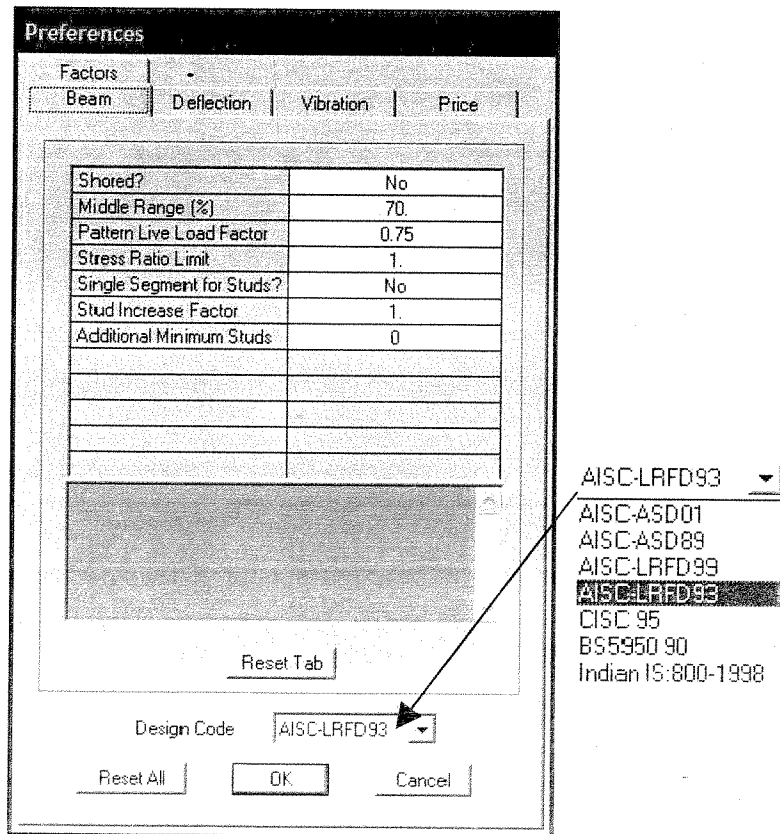 Preferences
Factors
Beam Deflection Vibration Price
Shored? No
Middle Range (%) 70.
Pattern Live Load Factor 0.75
Stress Ratio Limit 1.
Single Segment for Studs? No
Stud Increase Factor 1.
Additional Minimum Studs 0
Reset Tab
Design Code AISC-LRFD93
Reset All OK Cancel
AISC-LRFD93
AISC-ASD01
AISC-ASD89
AISC-LRFD99
AISC-LRFD93
CISC 95
BS5950 90
Indian IS:800-1998